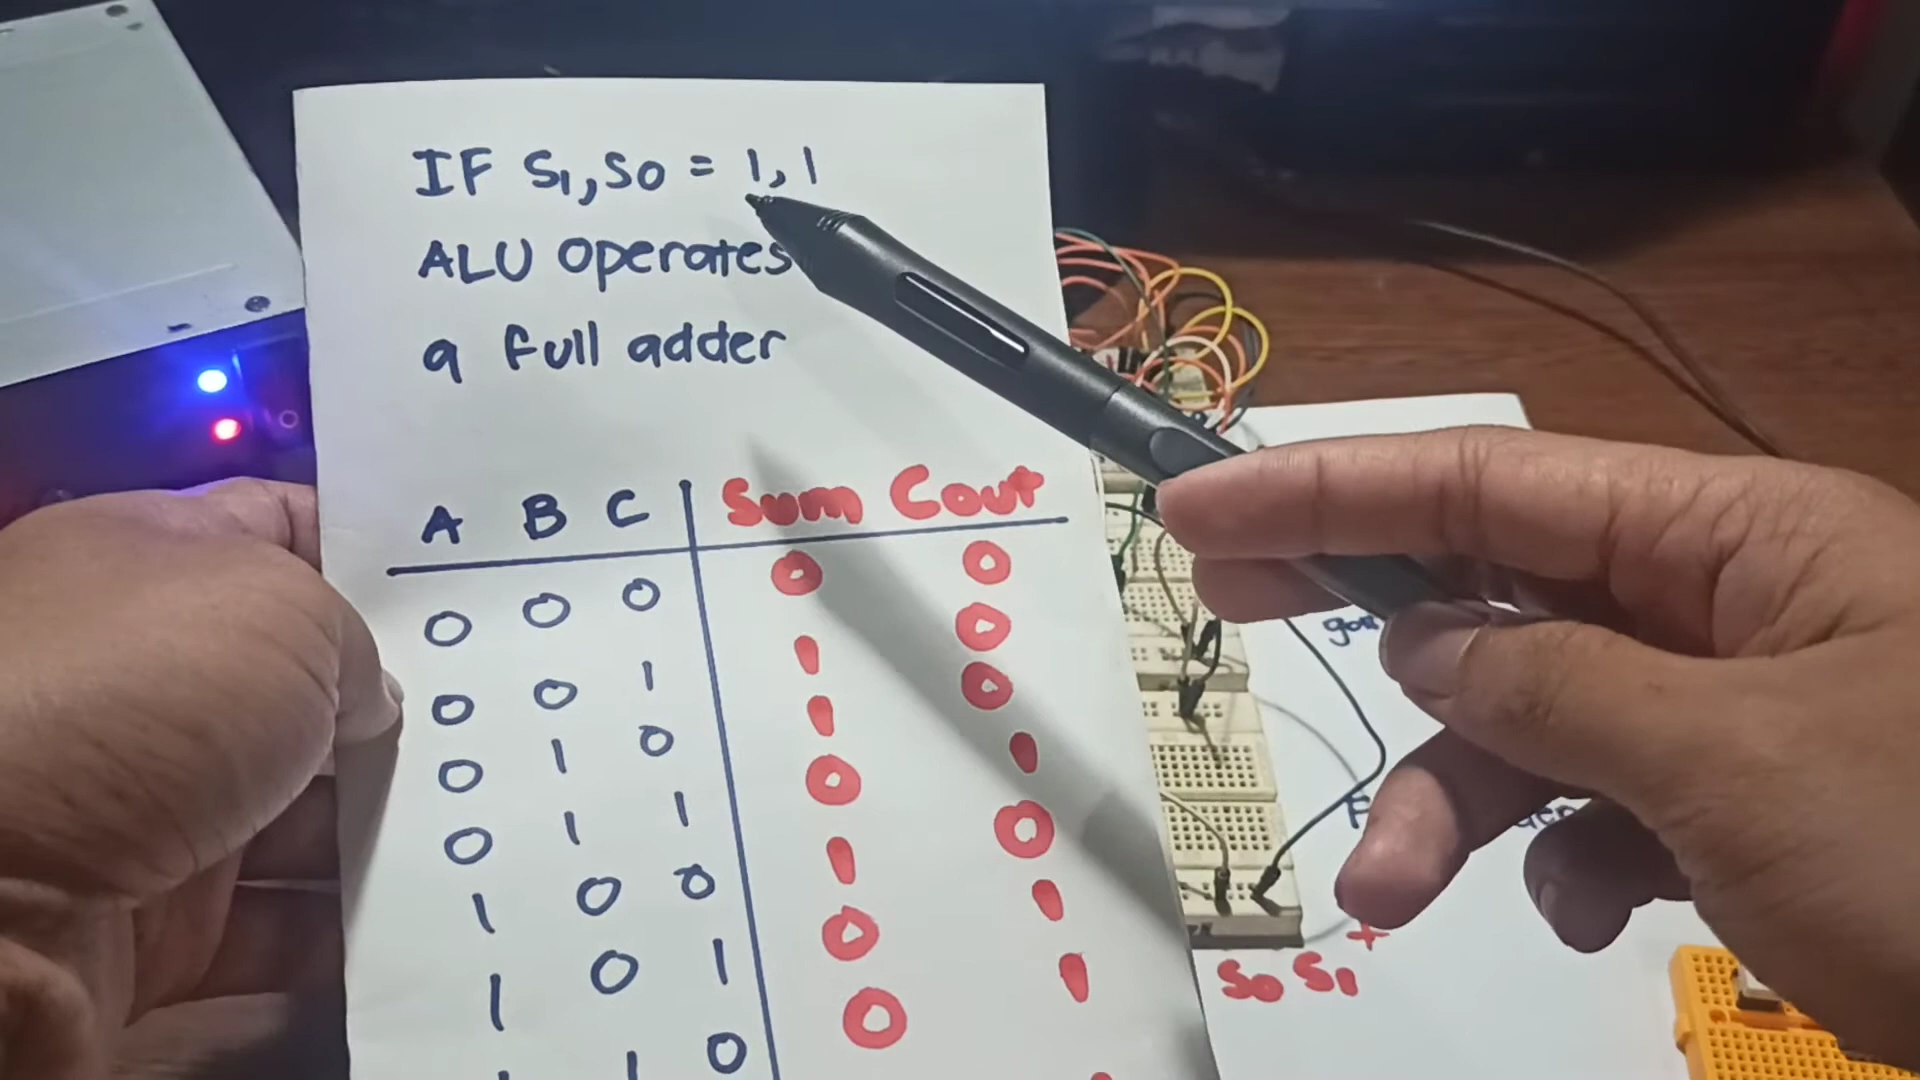 IF S1,S0 = 1,1
ALU Operates
a full adder
A B C Sum Cout
0 0 0 0 0
0 0 1 1 0
0 1 0 1 0
0 1 1 0 1
1 0 0 1 0
1 0 1 0 1
1 1 0 0 1
+
S0 S1